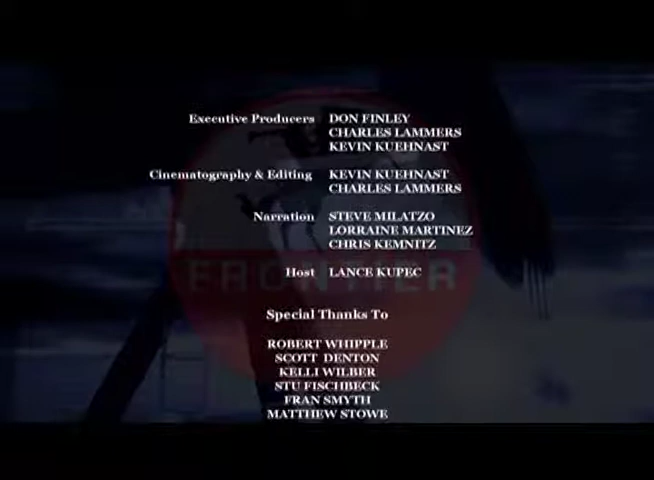 Executive Producers DON FINLEY
CHARLES LAMMERS
KEVIN KUEHNAST
Cinematography & Editing KEVIN KUEHNAST
CHARLES LAMMERS
Narration STEVE MILATZO
LORRAINE MARTINEZ
CHRIS KEMNITZ
FRONTIER
Host LANCE KUPEC
Special Thanks To
ROBERT WHIPPLE
SCOTT DENTON
KELLI WILBER
STU FISCHBECK
FRAN SMYTH
MATTHEW STOWE